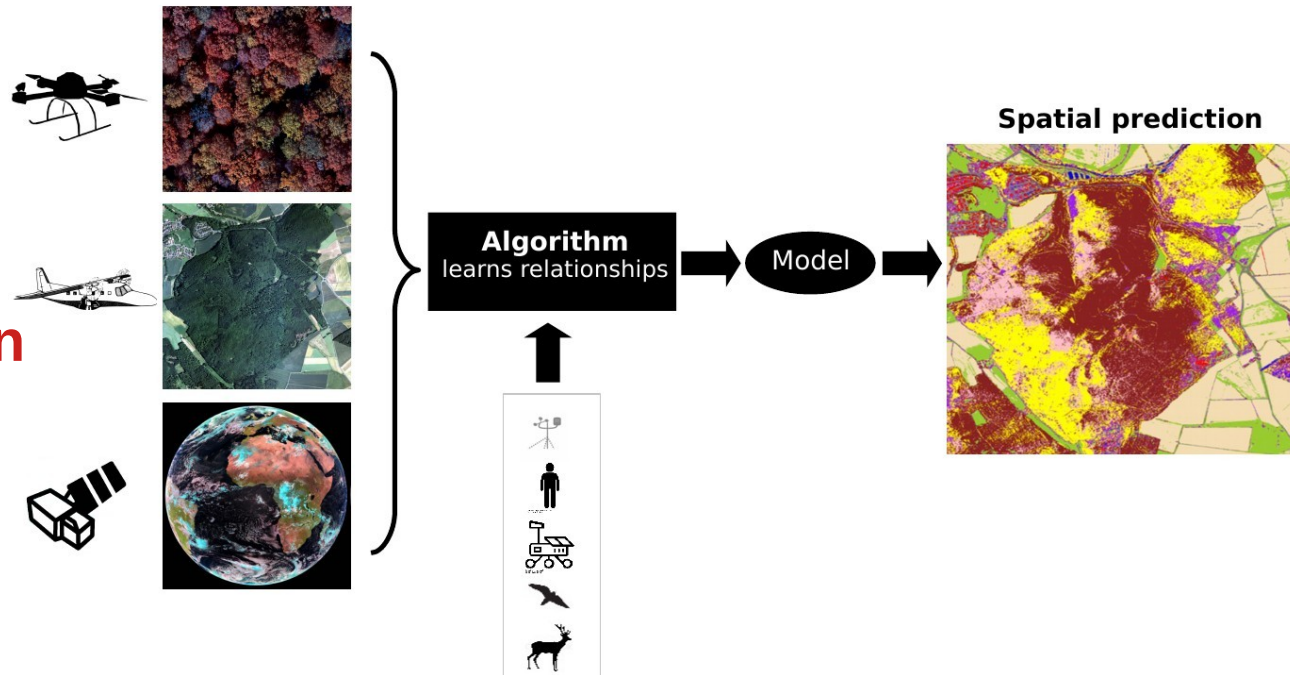 n
Algorithm
learns relationships
Model
Spatial prediction